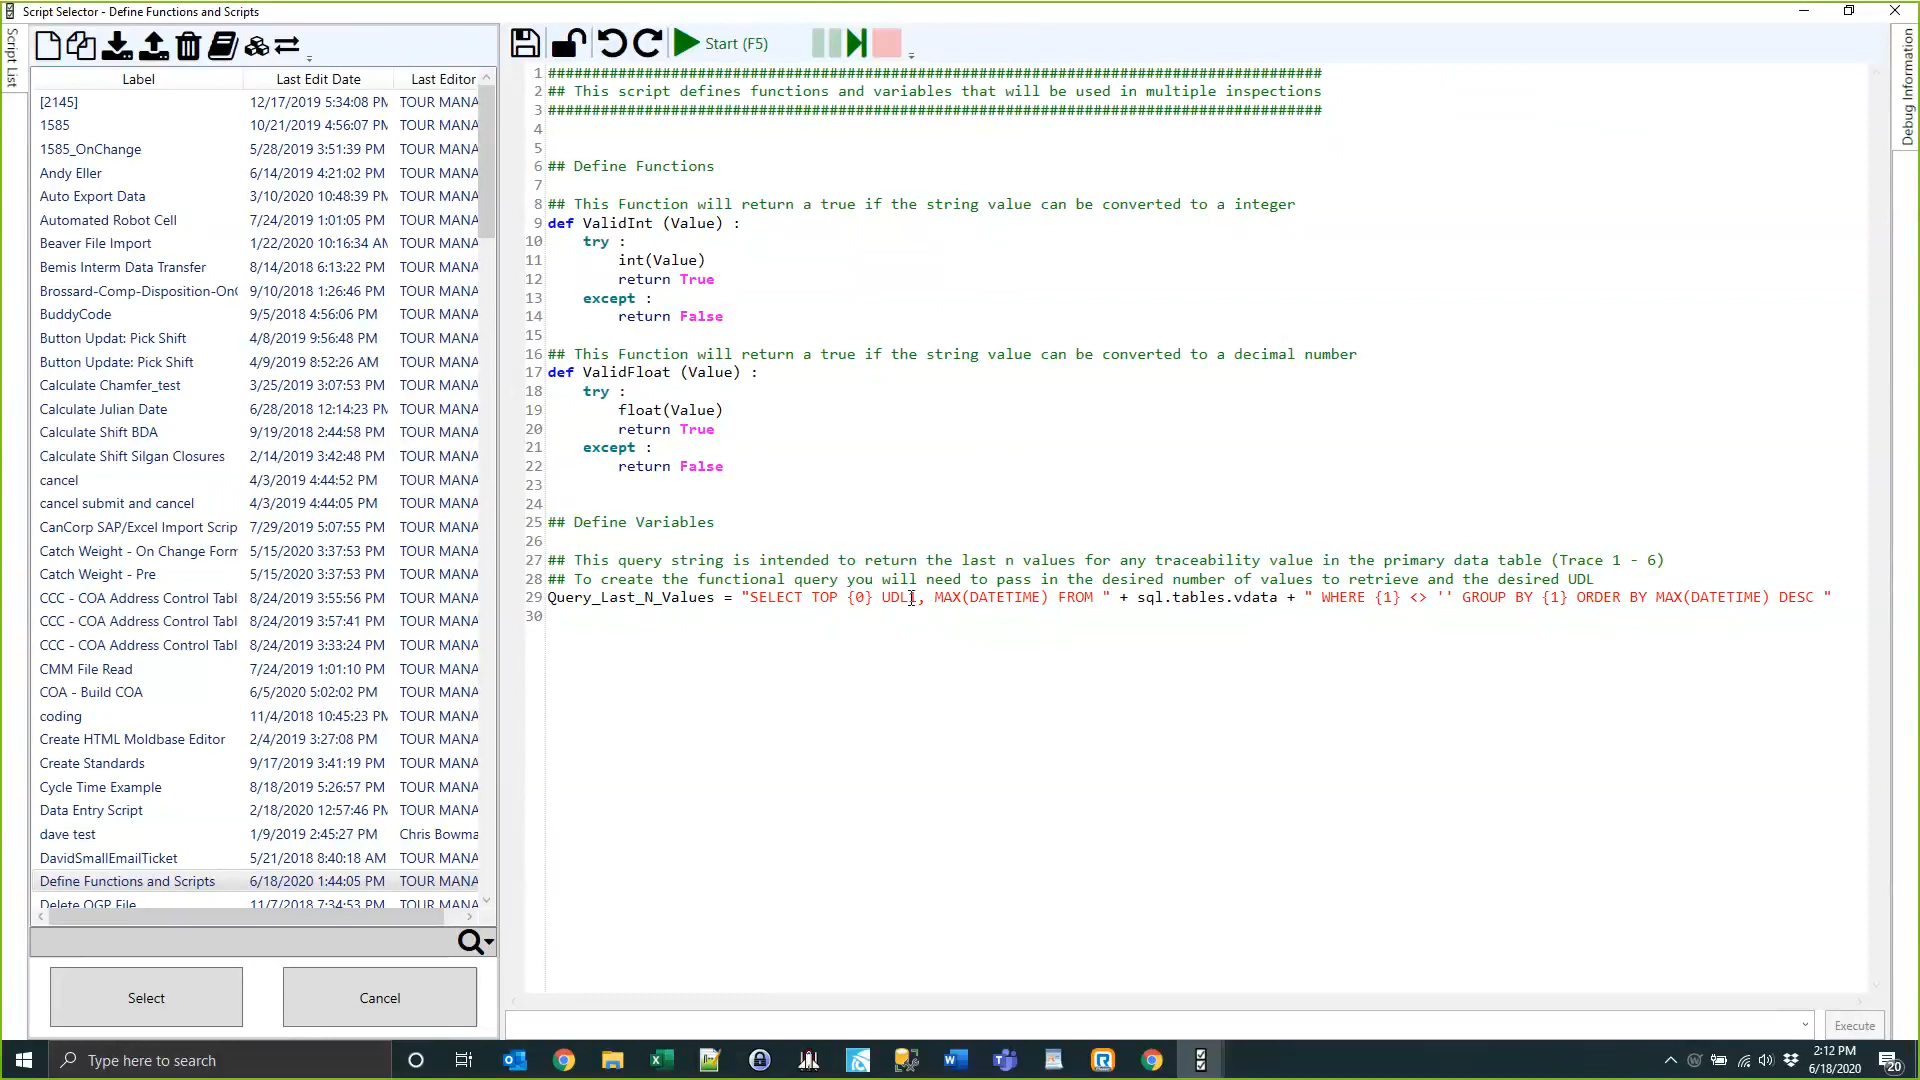 Script Selector - Define Functions and Scripts
Script List
Start (F5)
Debug Information
Label Last Edit Date Last Editor
[2145] 12/17/2019 5:34:08 PM TOUR MANA
1585 10/21/2019 4:56:07 PM TOUR MANA
1585_OnChange 5/28/2019 3:51:39 PM TOUR MANA
Andy Eller 6/14/2019 4:21:02 PM TOUR MANA
Auto Export Data 3/10/2020 10:48:39 PM TOUR MANA
Automated Robot Cell 7/24/2019 1:01:05 PM TOUR MANA
Beaver File Import 1/22/2020 10:16:34 AM TOUR MANA
Bemis Interm Data Transfer 8/14/2018 6:13:22 PM TOUR MANA
Brossard-Comp-Disposition-On 9/10/2018 1:26:46 PM TOUR MANA
BuddyCode 9/5/2018 4:56:06 PM TOUR MANA
Button Updat: Pick Shift 4/8/2019 9:56:48 PM TOUR MANA
Button Update: Pick Shift 4/9/2019 8:52:26 AM TOUR MANA
Calculate Chamfer_test 3/25/2019 3:07:53 PM TOUR MANA
Calculate Julian Date 6/28/2018 12:14:23 PM TOUR MANA
Calculate Shift BDA 9/19/2018 2:44:58 PM TOUR MANA
Calculate Shift Silgan Closures 2/14/2019 3:42:48 PM TOUR MANA
cancel 4/3/2019 4:44:52 PM TOUR MANA
cancel submit and cancel 4/3/2019 4:44:05 PM TOUR MANA
CanCorp SAP/Excel Import Scrip 7/29/2019 5:07:55 PM TOUR MANA
Catch Weight - On Change Form 5/15/2020 3:37:53 PM TOUR MANA
Catch Weight - Pre 5/15/2020 3:37:53 PM TOUR MANA
CCC - COA Address Control Tabl 8/24/2019 3:55:56 PM TOUR MANA
CCC - COA Address Control Tabl 8/24/2019 3:57:41 PM TOUR MANA
CCC - COA Address Control Tabl 8/24/2019 3:33:24 PM TOUR MANA
CMM File Read 7/24/2019 1:01:10 PM TOUR MANA
COA - Build COA 6/5/2020 5:02:02 PM TOUR MANA
coding 11/4/2018 10:45:23 PM TOUR MANA
Create HTML Moldbase Editor 2/4/2019 3:27:08 PM TOUR MANA
Create Standards 9/17/2019 3:41:19 PM TOUR MANA
Cycle Time Example 8/18/2019 5:26:57 PM TOUR MANA
Data Entry Script 2/18/2020 12:57:46 PM TOUR MANA
dave test 1/9/2019 2:45:27 PM Chris Bowma
DavidSmallEmailTicket 5/21/2018 8:40:18 AM TOUR MANA
Define Functions and Scripts 6/18/2020 1:44:05 PM TOUR MANA
Delete OGP File 11/7/2018 7:34:53 PM TOUR MANA
Select
Cancel
1 ########################################################################################
2 ## This script defines functions and variables that will be used in multiple inspections
3 ########################################################################################
4
5
6 ## Define Functions
7
8 ## This Function will return a true if the string value can be converted to a integer
9 def ValidInt (Value) :
10 try :
11 int(Value)
12 return True
13 except :
14 return False
15
16 ## This Function will return a true if the string value can be converted to a decimal number
17 def ValidFloat (Value) :
18 try :
19 float(Value)
20 return True
21 except :
22 return False
23
24
25 ## Define Variables
26
27 ## This query string is intended to return the last n values for any traceability value in the primary data table (Trace 1 - 6)
28 ## To create the functional query you will need to pass in the desired number of values to retrieve and the desired UDL
29 Query_Last_N_Values = "SELECT TOP {0} UDL, MAX(DATETIME) FROM " + sql.tables.vdata + " WHERE {1} <> '' GROUP BY {1} ORDER BY MAX(DATETIME) DESC "
30
Execute
Type here to search
2:12 PM
6/18/2020
20